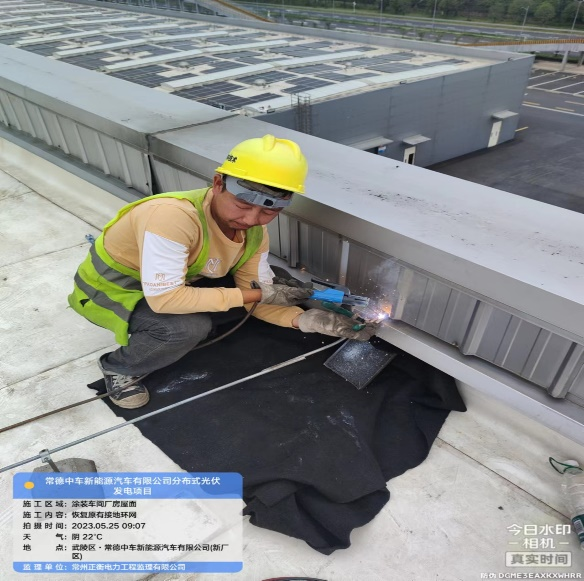 常德中车新能源汽车有限公司分布式光伏
发电项目
施 工 区 域： 涂装车间厂房屋面
施 工 内 容： 恢复原有接地环网
拍 摄 时 间： 2023.05.25 09:07
天 气： 阴 22℃
地 点： 武陵区·常德中车新能源汽车有限公司(新厂
区)
监 理 单 位： 常州正衡电力工程监理有限公司
今日水印
相机
真实时间
防伪 DGME3EAXKXWHRR